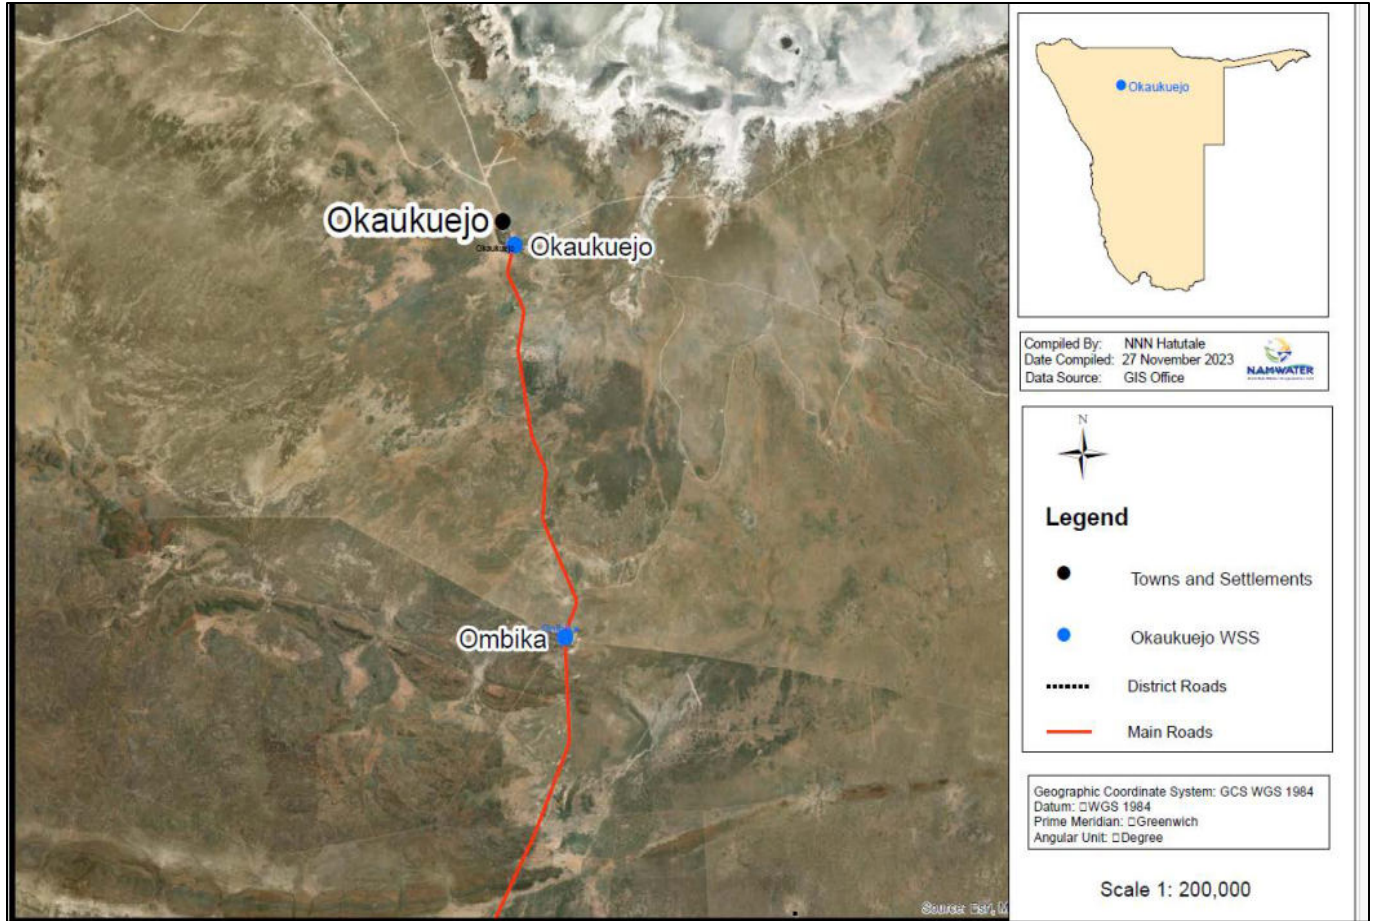 Okaukuejo
Okaukuejo
Okaukuejo
Ombika
Source: Esri, M
Okaukuejo
Compiled By: NNN Hatutale
Date Compiled: 27 November 2023
Data Source: GIS Office
NAMWATER
N
Legend
Towns and Settlements
Okaukuejo WSS
District Roads
Main Roads
Geographic Coordinate System: GCS WGS 1984
Datum: □WGS 1984
Prime Meridian: □Greenwich
Angular Unit: □Degree
Scale 1: 200,000